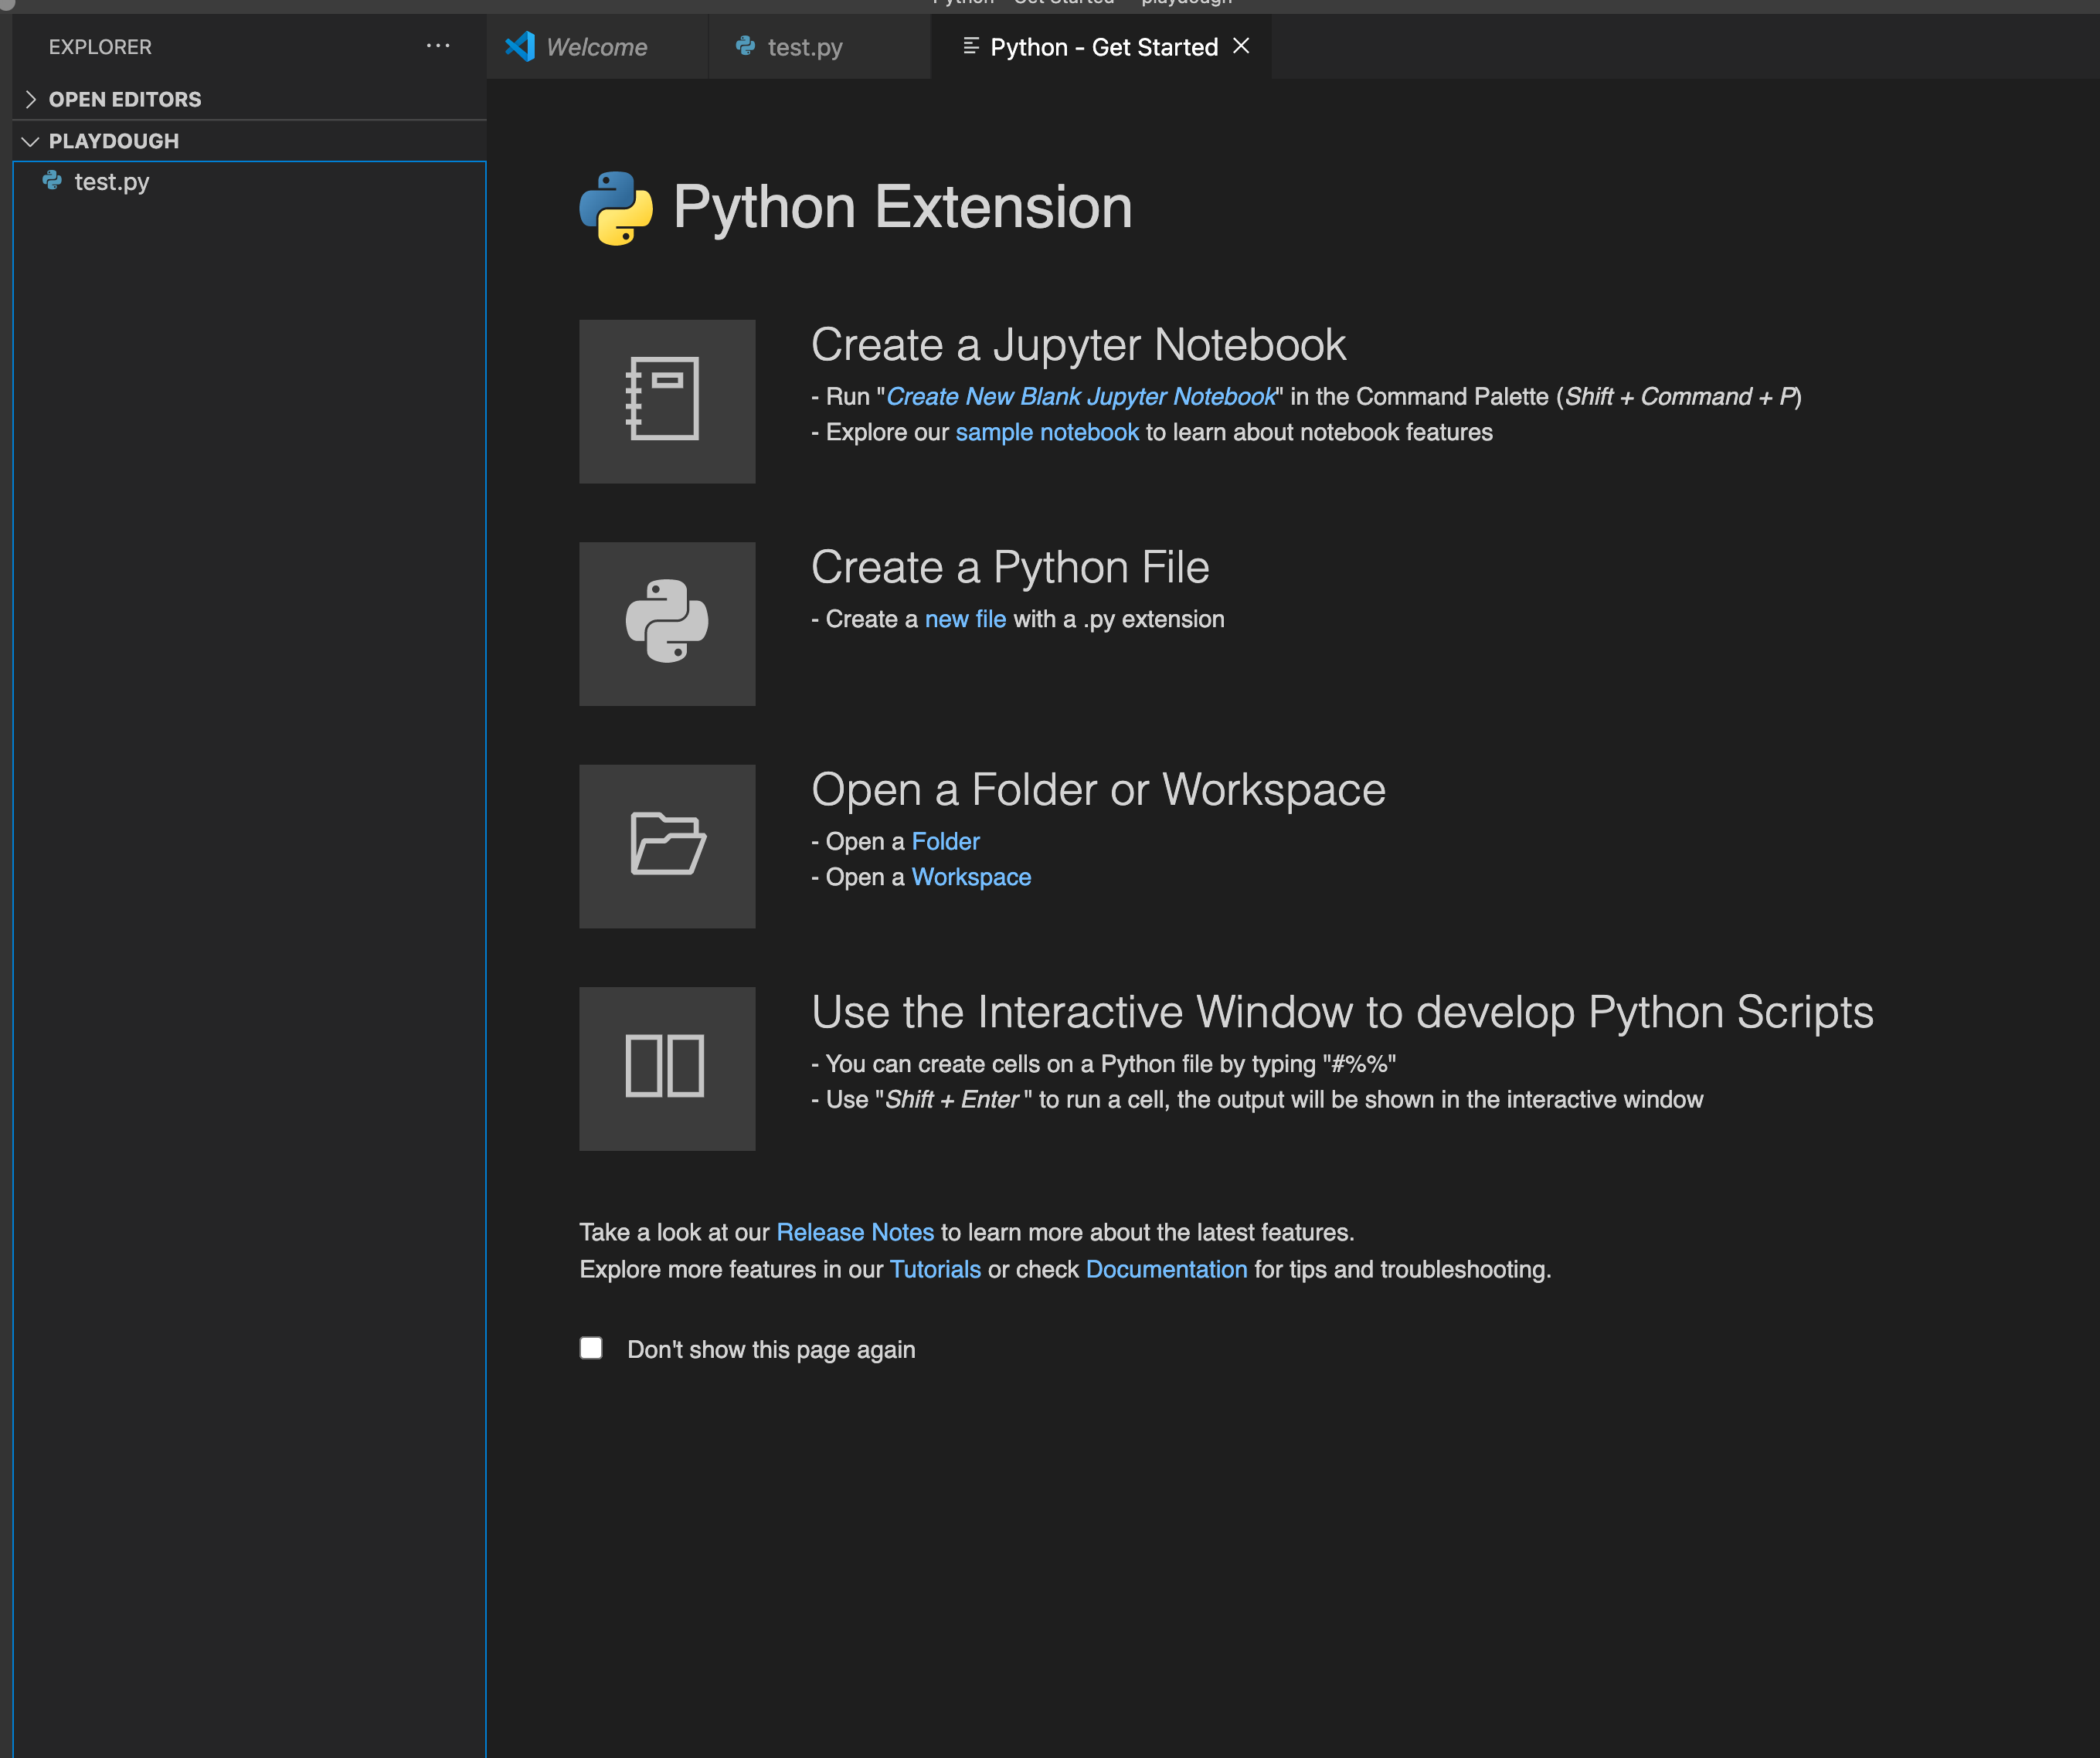 Python - Get Started — playdough
EXPLORER
Welcome
test.py
Python - Get Started
OPEN EDITORS
PLAYDOUGH
test.py
Python Extension
Create a Jupyter Notebook
- Run "Create New Blank Jupyter Notebook" in the Command Palette (Shift + Command + P)
- Explore our sample notebook to learn about notebook features
Create a Python File
- Create a new file with a .py extension
Open a Folder or Workspace
- Open a Folder
- Open a Workspace
Use the Interactive Window to develop Python Scripts
- You can create cells on a Python file by typing "#%%"
- Use "Shift + Enter " to run a cell, the output will be shown in the interactive window
Take a look at our Release Notes to learn more about the latest features.
Explore more features in our Tutorials or check Documentation for tips and troubleshooting.
Don't show this page again